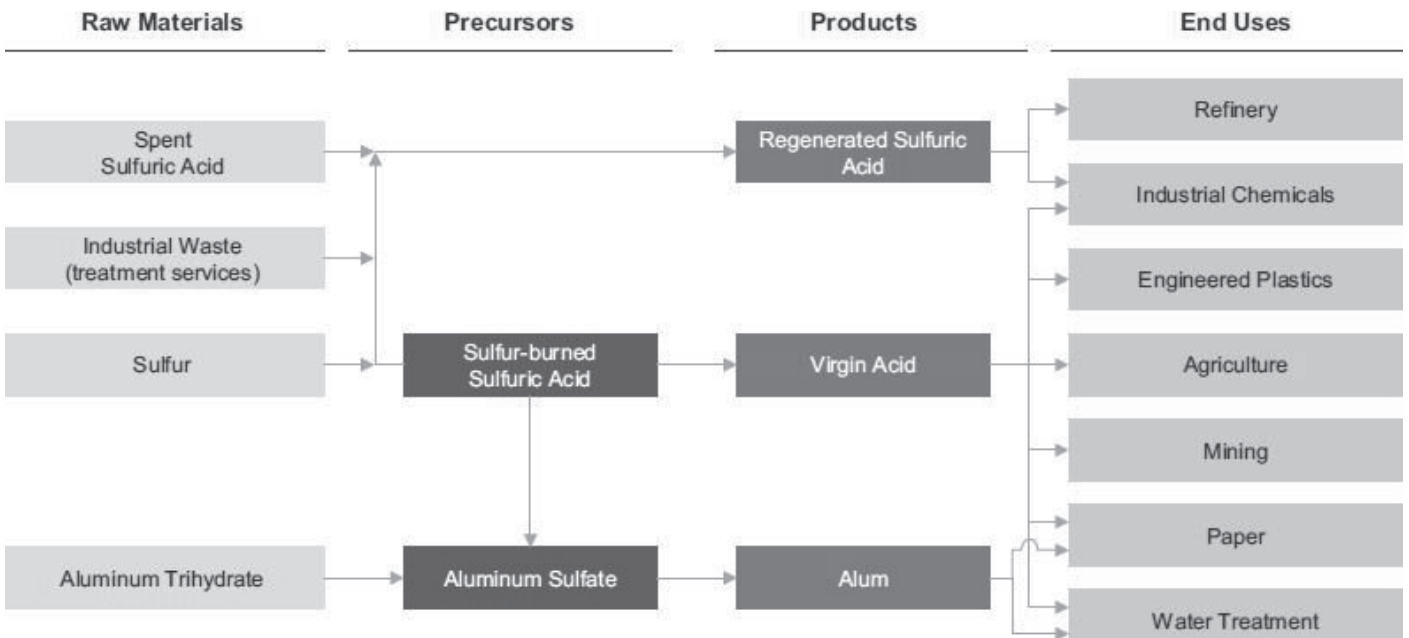 Raw Materials
Precursors
Products
End Uses
Spent
Sulfuric Acid
Regenerated Sulfuric
Acid
Refinery
Industrial Chemicals
Industrial Waste
(treatment services)
Engineered Plastics
Sulfur
Sulfur-burned
Sulfuric Acid
Virgin Acid
Agriculture
Mining
Paper
Aluminum Trihydrate
Aluminum Sulfate
Alum
Water Treatment